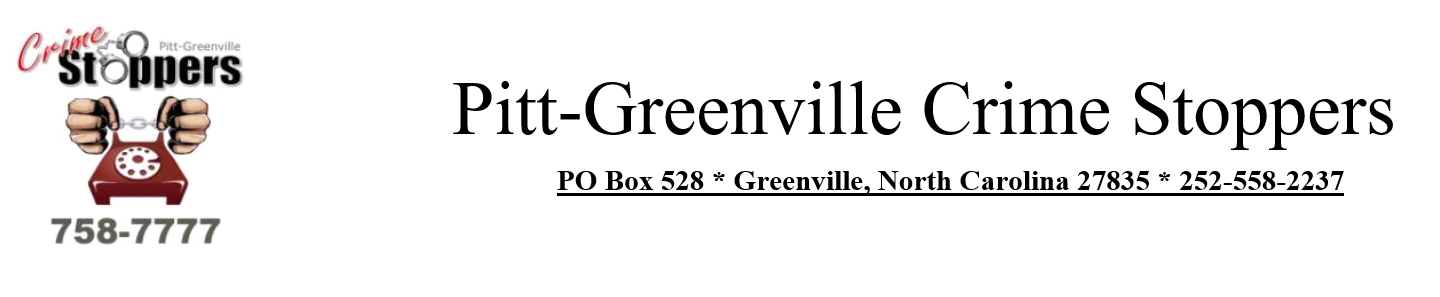 Crime
Pitt-Greenville
Stoppers
758-7777
Pitt-Greenville Crime Stoppers
PO Box 528 * Greenville, North Carolina 27835 * 252-558-2237